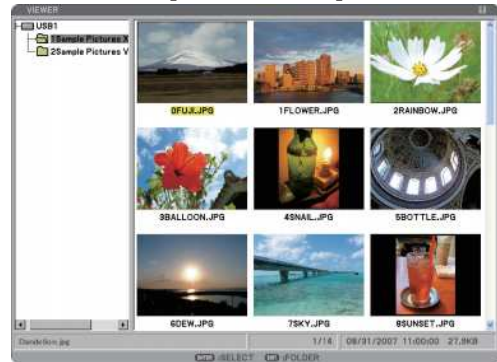 VIEWER
USB1
1Sample Pictures X
2Sample Pictures V
0FUJI.JPG
1FLOWER.JPG
2RAINBOW.JPG
3BALLOON.JPG
4SNAIL.JPG
5BOTTLE.JPG
6DEW.JPG
7SKY.JPG
8SUNSET.JPG
Dandelion.jpg
1/14
08/31/2007 11:00:00 27.8KB
ENTER :SELECT EXIT :FOLDER